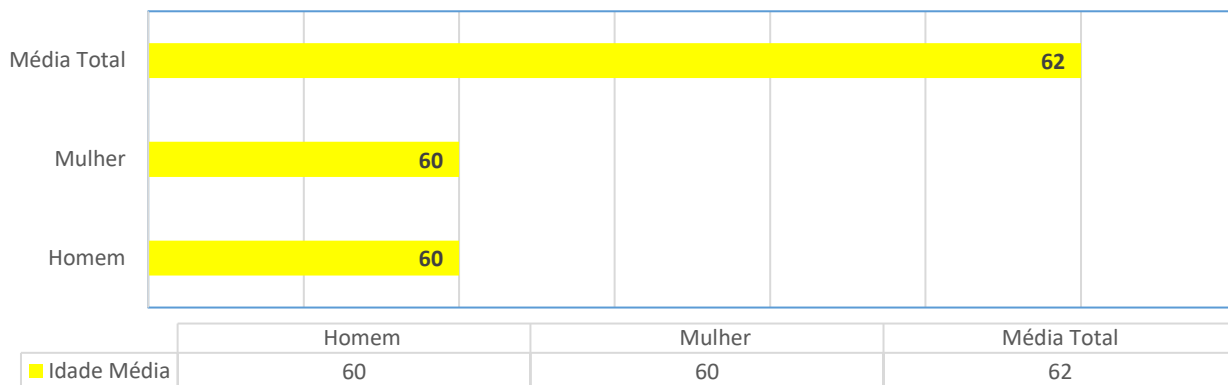 Média Total 62
Mulher 60
Homem 60
Homem Mulher Média Total
Idade Média 60 60 62